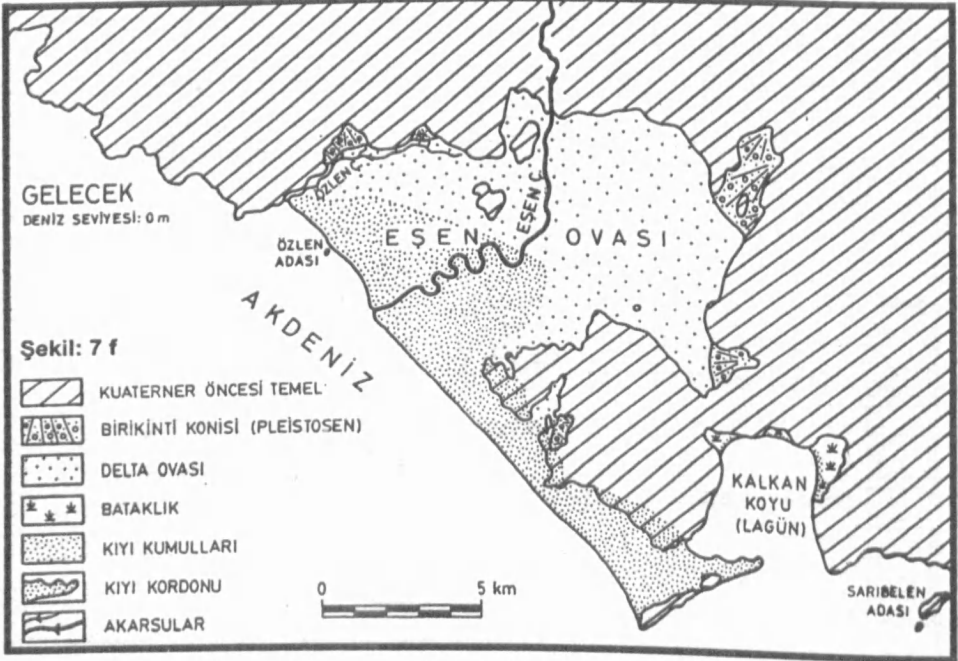 GELECEK
DENİZ SEVİYESİ: 0 m
ÖZLEN Ç.
EŞEN Ç.
EŞEN OVASI
ÖZLEN
ADASI
AKDENİZ
Şekil: 7 f
KUATERNER ÖNCESİ TEMEL
BİRİKİNTİ KONİSİ (PLEİSTOSEN)
DELTA OVASI
BATAKLIK
KIYI KUMULLARI
KIYI KORDONU
AKARSULAR
0 5 km
KALKAN
KOYU
(LAGÜN)
SARIBELEN
ADASI